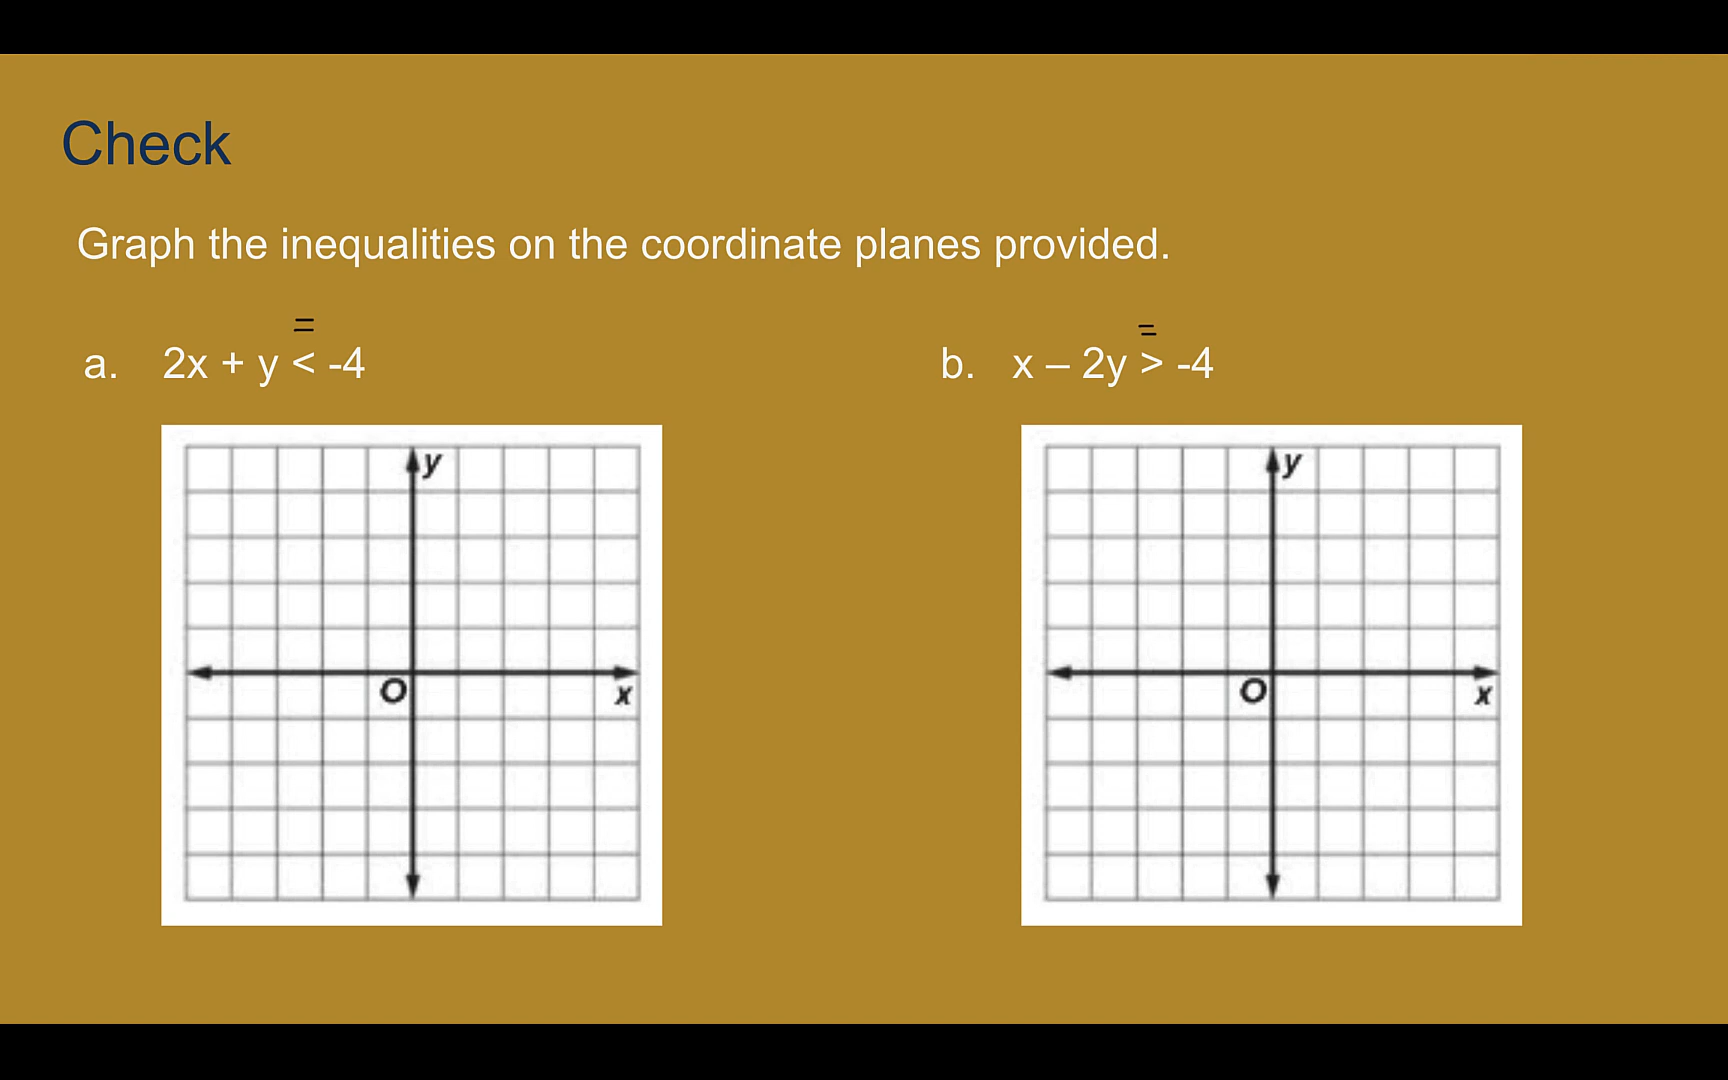 Check
Graph the inequalities on the coordinate planes provided.
= =
a. 2x + y < -4 b. x – 2y > -4
y y
O x O x